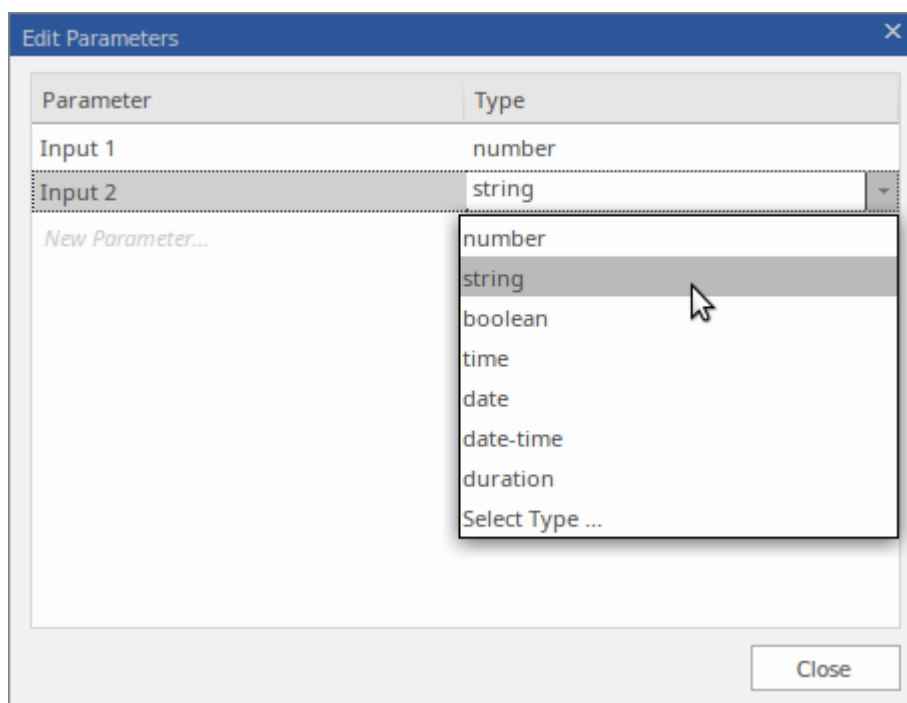 Edit Parameters
Parameter Type
Input 1 number
Input 2 string
New Parameter...
number
string
boolean
time
date
date-time
duration
Select Type ...
Close